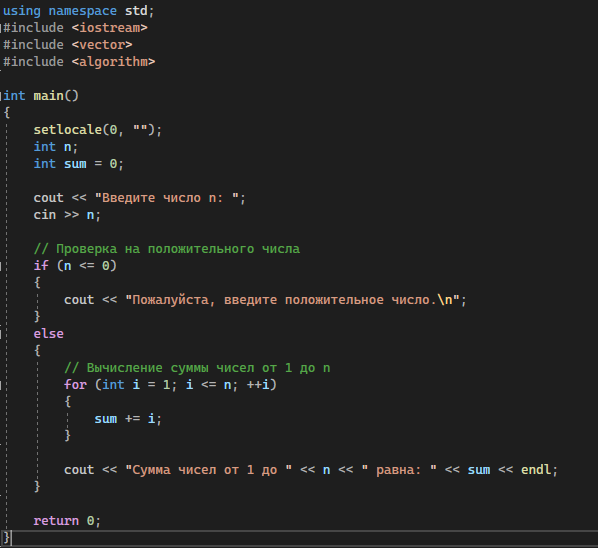 using namespace std;
#include <iostream>
#include <vector>
#include <algorithm>
int main()
{
setlocale(0, "");
int n;
int sum = 0;
cout << "Введите число n: ";
cin >> n;
// Проверка на положительного числа
if (n <= 0)
{
cout << "Пожалуйста, введите положительное число.\n";
}
else
{
// Вычисление суммы чисел от 1 до n
for (int i = 1; i <= n; ++i)
{
sum += i;
}
cout << "Сумма чисел от 1 до " << n << " равна: " << sum << endl;
}
return 0;
}